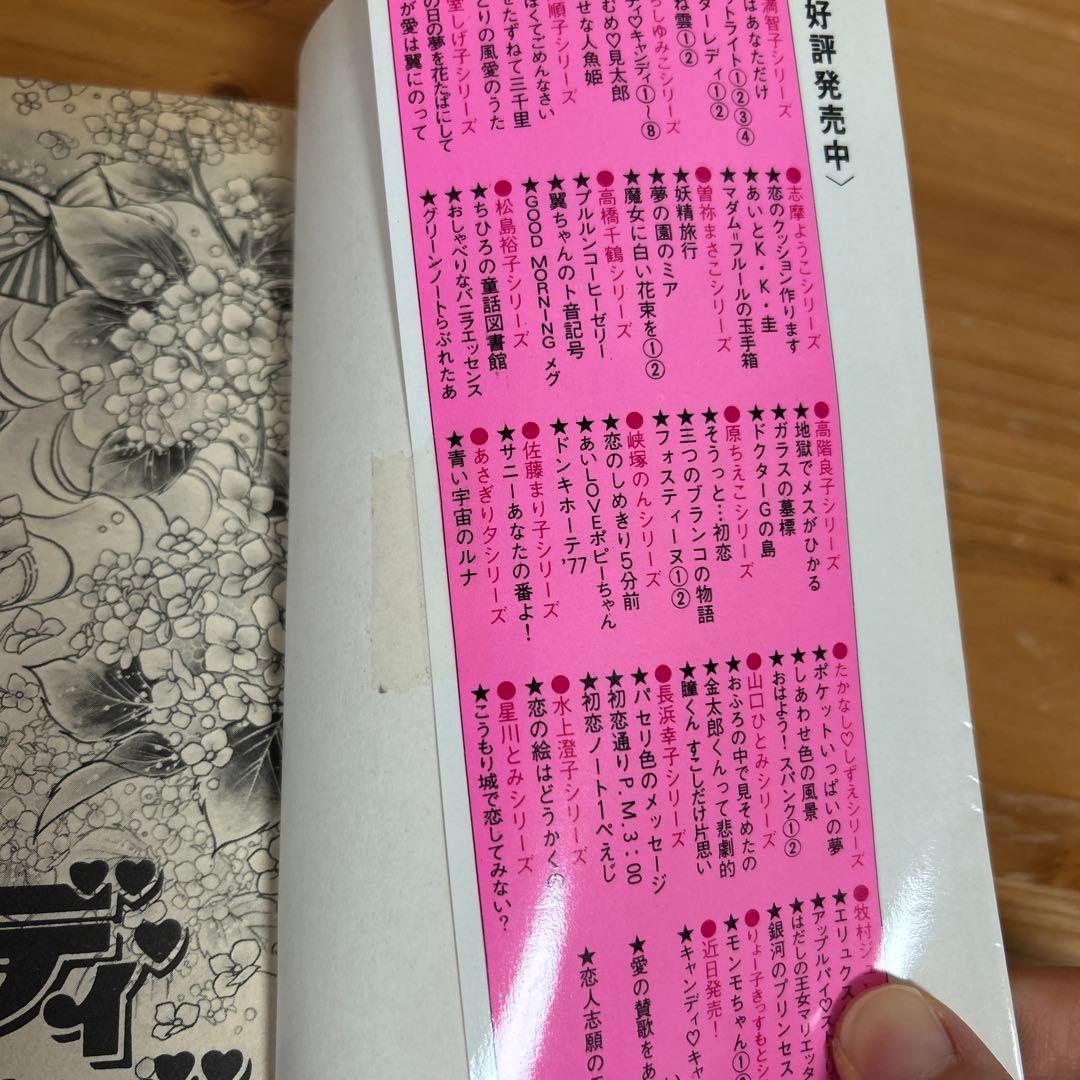 好評発売中〉
満智子シリーズ
はあなただけ
ットライト①②③④
ターレディ①②
ね雲①②
らしゆみこシリーズ
ディ♡キャンディ①〜⑧
むめ♡見太郎
せな人魚姫
順子シリーズ
ぼくてごめんなさい
をたずねて三千里
とりの風愛のうた
室しげ子シリーズ
の日の夢を花たばにして
が愛は翼にのって
●志摩ようこシリーズ
★恋のクッション作ります
★あいとK・K・圭
★マダム=フルールの玉手箱
●曽祢まさこシリーズ
★妖精旅行
★夢の園のミア
★魔女に白い花束を①②
●高橋千鶴シリーズ
★プルルンコーヒーゼリー
★翼ちゃんのト音記号
★GOOD MORNING メグ
●松島裕子シリーズ
★ちひろの童話図書館
★おしゃべりなバニラエッセンス
★グリーンノートらぶれたあ
●高階良子シリーズ
★地獄でメスがひかる
★ガラスの墓標
★ドクターGの島
●原ちえこシリーズ
★そうっと…初恋
★三つのブランコの物語
★フォスティーヌ①②
●峡塚のんシリーズ
★恋のしめきり5分前
★あいLOVEポピーちゃん
★ドンキホーテ'77
●佐藤まり子シリーズ
★サニーあなたの番よ!
●あさぎり夕シリーズ
★青い宇宙のルナ
●たかなし♡しずえシリーズ
★ポケットいっぱいの夢
★しあわせ色の風景
★おはよう!スパンク①②
●山口ひとみシリーズ
★おふろの中で見そめたの
★金太郎くんって悲劇的
★瞳くん すこしだけ片思い
●長浜幸子シリーズ
★パセリ色のメッセージ
★初恋通りP.M.3:00
★初恋ノート1ぺえじ
●水上澄子シリーズ
★恋の絵はどうかくの
●星川とみシリーズ
★こうもり城で恋してみない?
●牧村ジ
★エリュクス
★アップルパイ♡ス
★はだしの王女マリエッタ
★銀河のプリンセス
●りょー子きっすもとシ
★モンモちゃん①
●近日発売!
★キャンディ♡キャ
★愛の賛歌をあ
★恋人志願の
ディ